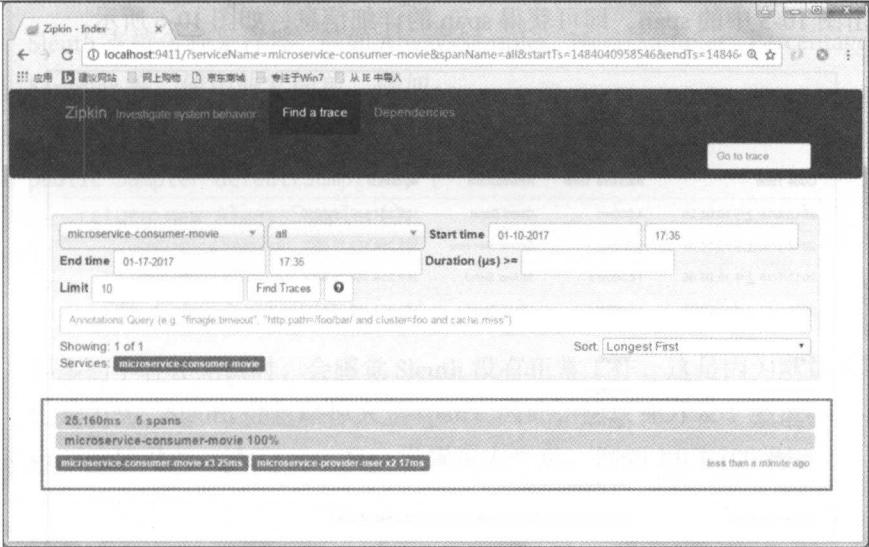 Zipkin - Index
localhost:9411/?serviceName=microservice-consumer-movie&spanName=all&startTs=1484040958546&endTs=14846
应用 建议网站 网上购物 京东商城 专注于Win7 从 IE 中导入
Zipkin Investigate system behavior Find a trace Dependencies
Go to trace
microservice-consumer-movie all Start time 01-10-2017 17:35
End time 01-17-2017 17:35 Duration (μs) >=
Limit 10 Find Traces
Annotations Query (e.g. "finagle.timeout", "http.path=/foo/bar/ and cluster=foo and cache.miss")
Showing: 1 of 1 Sort: Longest First
Services: microservice-consumer-movie
25.160ms 5 spans
microservice-consumer-movie 100%
microservice-consumer-movie x3 25ms microservice-provider-user x2 17ms less than a minute ago